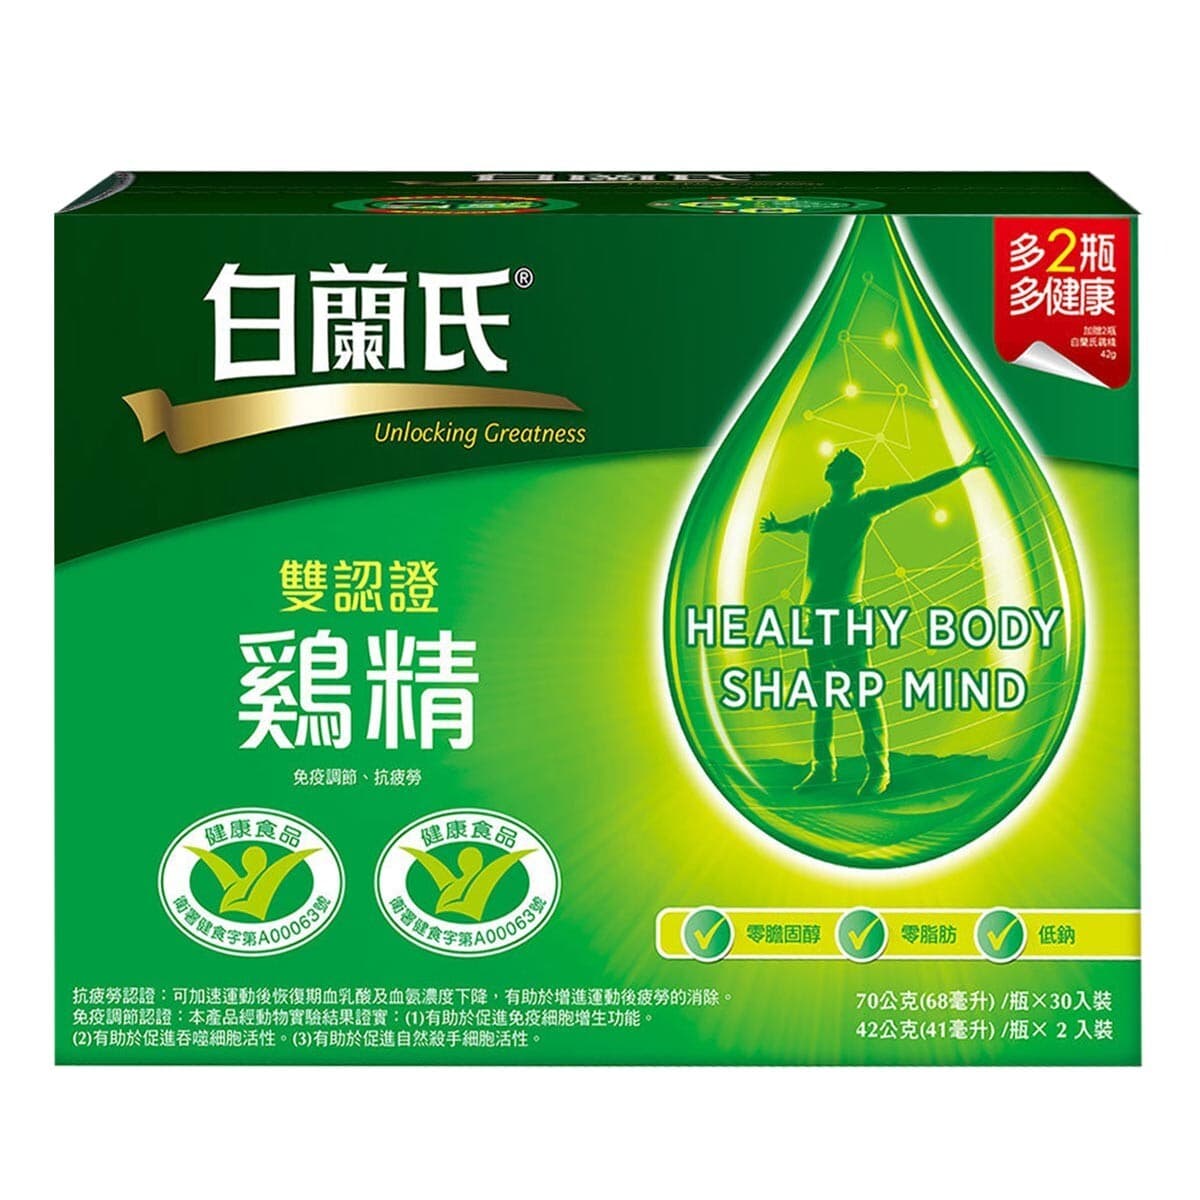 白蘭氏
白蘭氏®
Unlocking Greatness
多2瓶
多健康
加贈2瓶
白蘭氏鷄精
42g
雙認證
鷄精
免疫調節、抗疲勞
HEALTHY BODY
SHARP MIND
健康食品
衛署健食字第A00063號
健康食品
衛署健食字第A00063號
零膽固醇
零脂肪
低鈉
抗疲勞認證：可加速運動後恢復期血乳酸及血氨濃度下降，有助於增進運動後疲勞的消除。
免疫調節認證：本產品經動物實驗結果證實：(1)有助於促進免疫細胞增生功能。
(2)有助於促進吞噬細胞活性。(3)有助於促進自然殺手細胞活性。
70公克(68毫升) /瓶×30入裝
42公克(41毫升) /瓶× 2 入裝